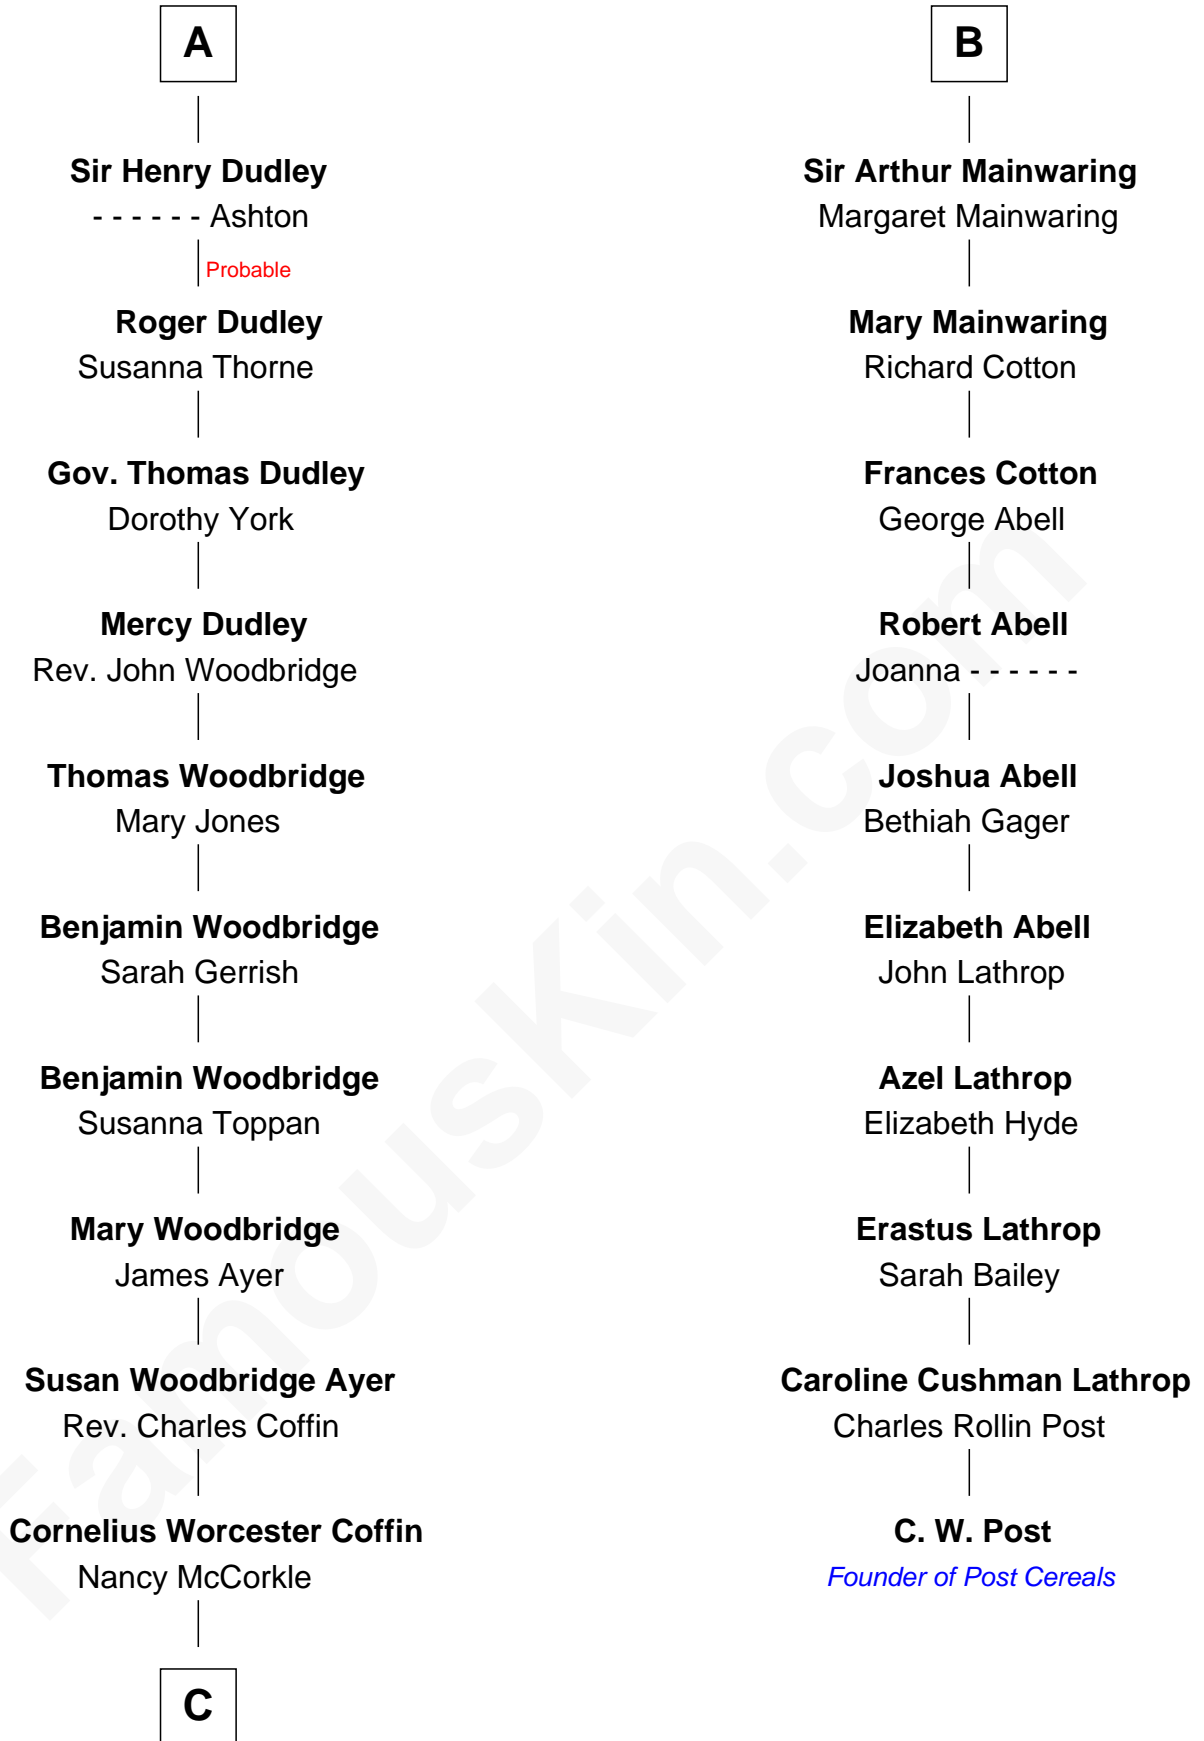 A
Sir Henry Dudley
- - - - - - Ashton
Probable
Roger Dudley
Susanna Thorne
Gov. Thomas Dudley
Dorothy York
Mercy Dudley
Rev. John Woodbridge
Thomas Woodbridge
Mary Jones
Benjamin Woodbridge
Sarah Gerrish
Benjamin Woodbridge
Susanna Toppan
Mary Woodbridge
James Ayer
Susan Woodbridge Ayer
Rev. Charles Coffin
Cornelius Worcester Coffin
Nancy McCorkle
C
B
Sir Arthur Mainwaring
Margaret Mainwaring
Mary Mainwaring
Richard Cotton
Frances Cotton
George Abell
Robert Abell
Joanna - - - - - -
Joshua Abell
Bethiah Gager
Elizabeth Abell
John Lathrop
Azel Lathrop
Elizabeth Hyde
Erastus Lathrop
Sarah Bailey
Caroline Cushman Lathrop
Charles Rollin Post
C. W. Post
Founder of Post Cereals
FamousKin.com